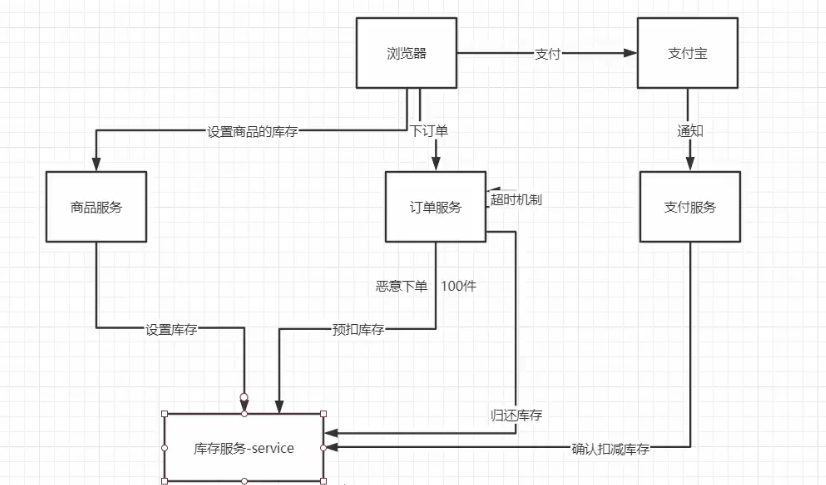 浏览器
支付
支付宝
设置商品的库存
下订单
通知
商品服务
订单服务
超时机制
支付服务
恶意下单 100件
设置库存
预扣库存
归还库存
库存服务-service
确认扣减库存